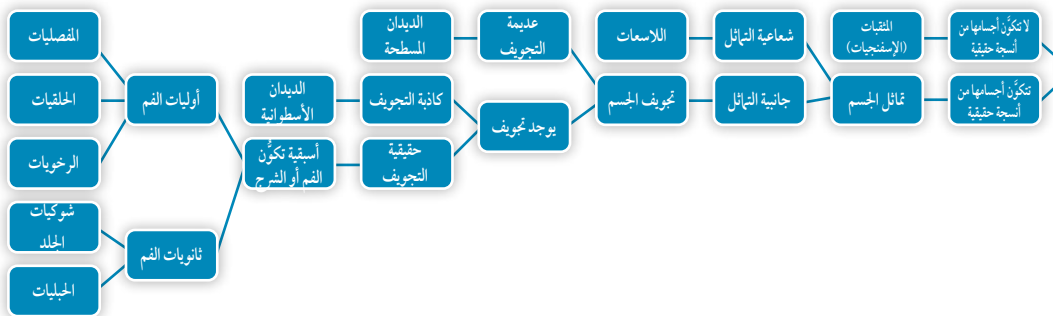 لا تتكوَّن أجسامها من
أنسجة حقيقية
المثقبات
(الإسفنجيات)
تتكوَّن أجسامها من
أنسجة حقيقية
تماثل الجسم
شعاعية التماثل
اللاسعات
جانبية التماثل
تجويف الجسم
عديمة
التجويف
الديدان
المسطحة
يوجد تجويف
كاذبة التجويف
الديدان
الأسطوانية
حقيقية
التجويف
أسبقية تكوُّن
الفم أو الشرج
أوليات الفم
المفصليات
الحلقيات
الرخويات
ثانويات الفم
شوكيات
الجلد
الحبليات